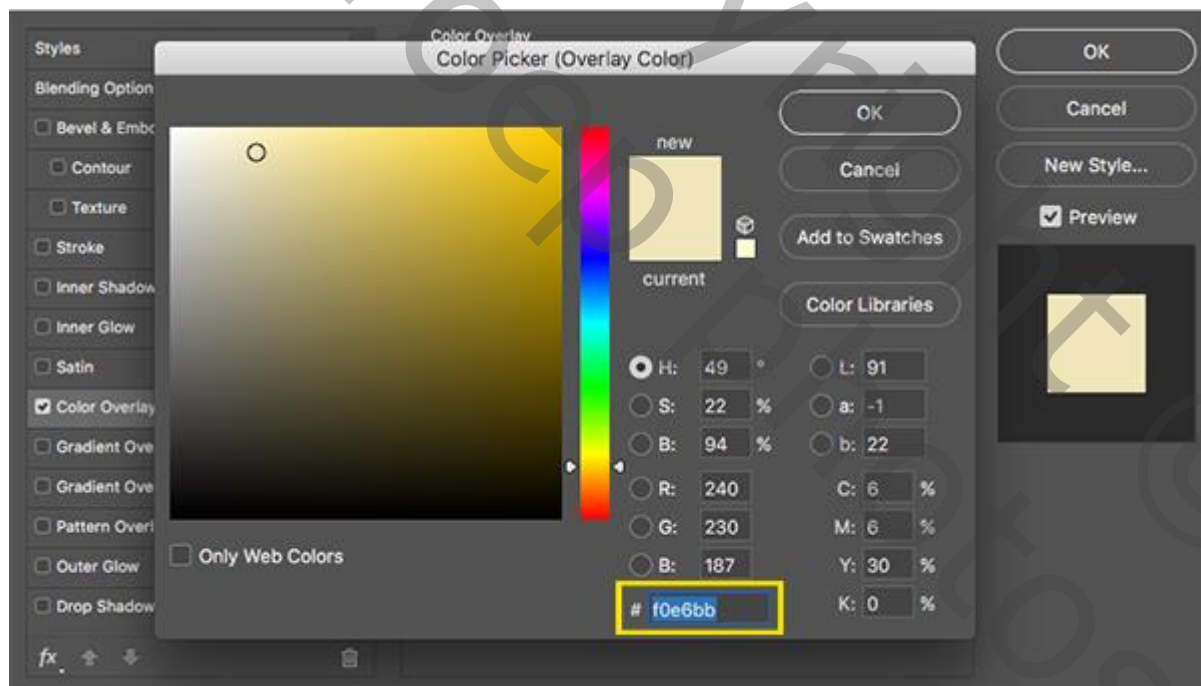 Color Overlay
Color Picker (Overlay Color)
Styles
Blending Option
Bevel & Embo
Contour
Texture
Stroke
Inner Shadow
Inner Glow
Satin
Color Overlay
Gradient Ove
Gradient Ove
Pattern Overl
Outer Glow
Drop Shadow
fx
Only Web Colors
new
current
OK
Cancel
Add to Swatches
Color Libraries
H: 49 °
S: 22 %
B: 94 %
R: 240
G: 230
B: 187
# f0e6bb
L: 91
a: -1
b: 22
C: 6 %
M: 6 %
Y: 30 %
K: 0 %
OK
Cancel
New Style...
Preview